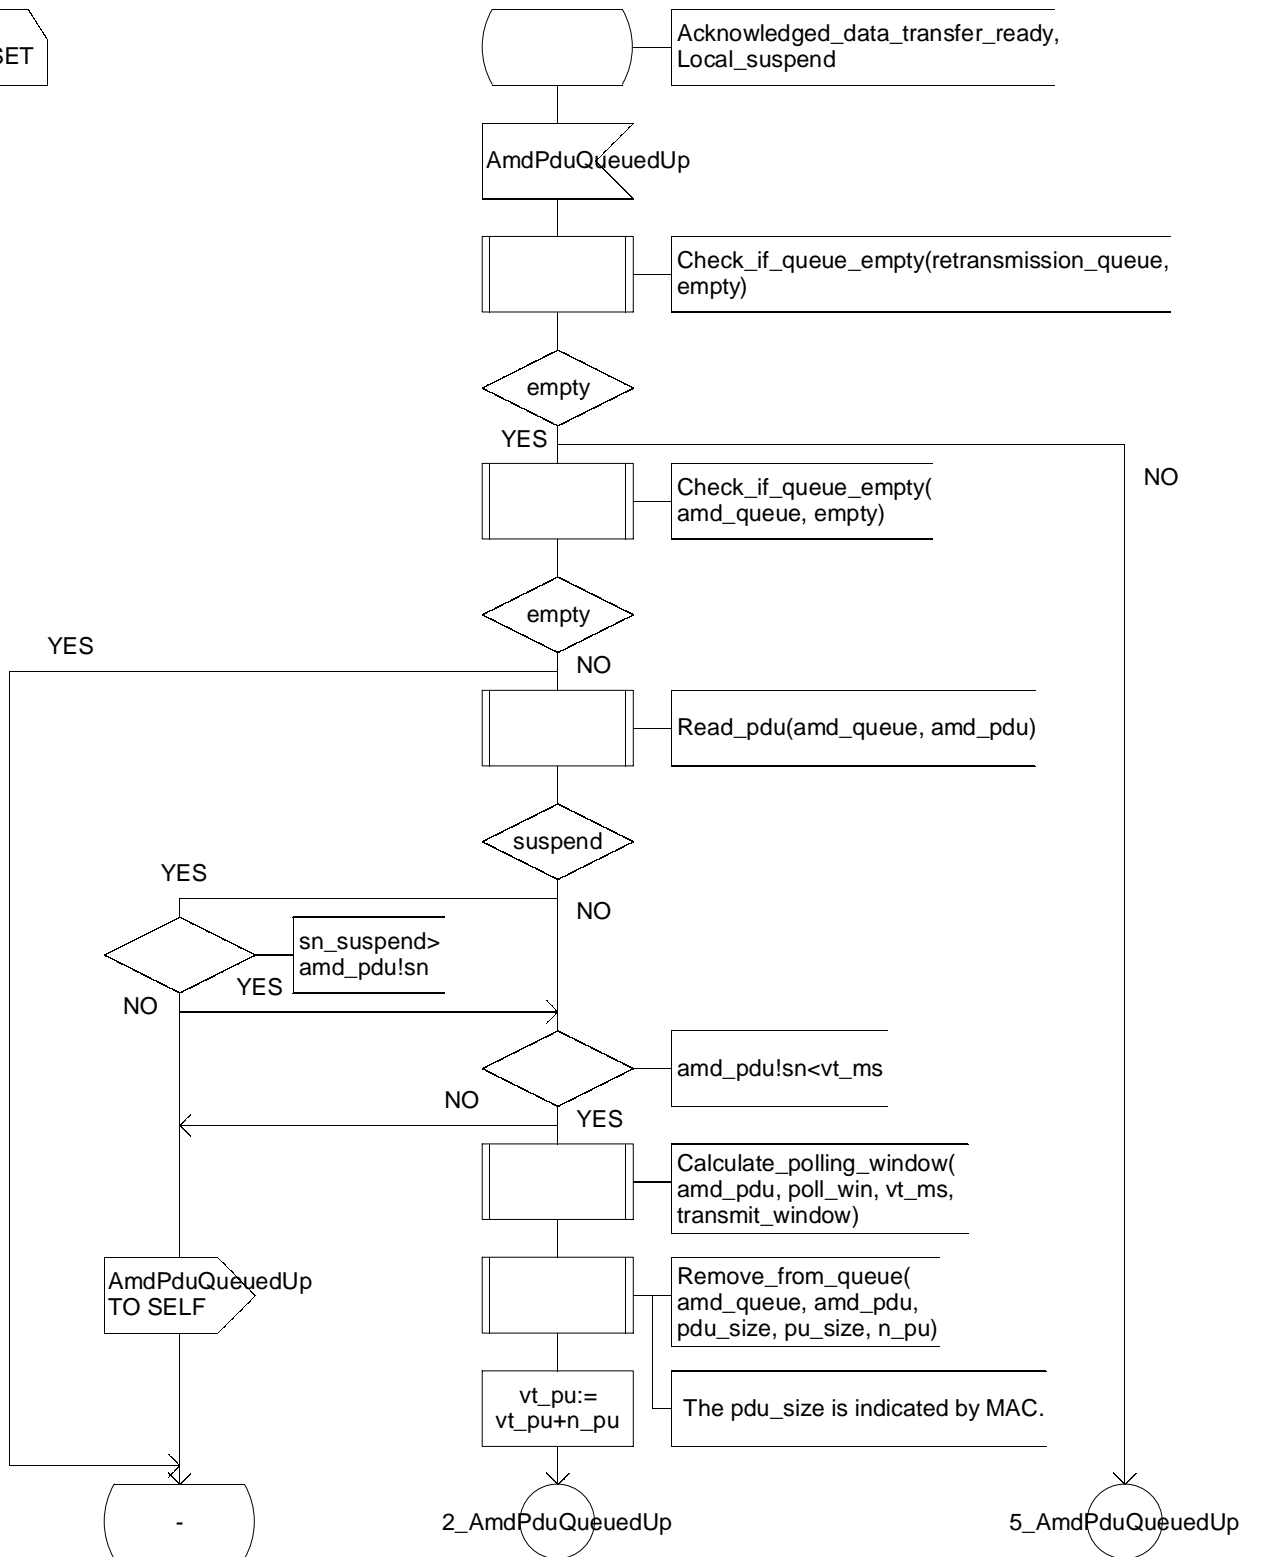 SET
Acknowledged_data_transfer_ready,
Local_suspend
AmdPduQueuedUp
Check_if_queue_empty(retransmission_queue,
empty)
empty
YES
NO
Check_if_queue_empty(
amd_queue, empty)
empty
YES
NO
Read_pdu(amd_queue, amd_pdu)
suspend
YES
NO
sn_suspend>
amd_pdu!sn
YES
NO
amd_pdu!sn<vt_ms
NO
YES
Calculate_polling_window(
amd_pdu, poll_win, vt_ms,
transmit_window)
AmdPduQueuedUp
TO SELF
Remove_from_queue(
amd_queue, amd_pdu,
pdu_size, pu_size, n_pu)
vt_pu:=
vt_pu+n_pu
The pdu_size is indicated by MAC.
-
2_AmdPduQueuedUp
5_AmdPduQueuedUp